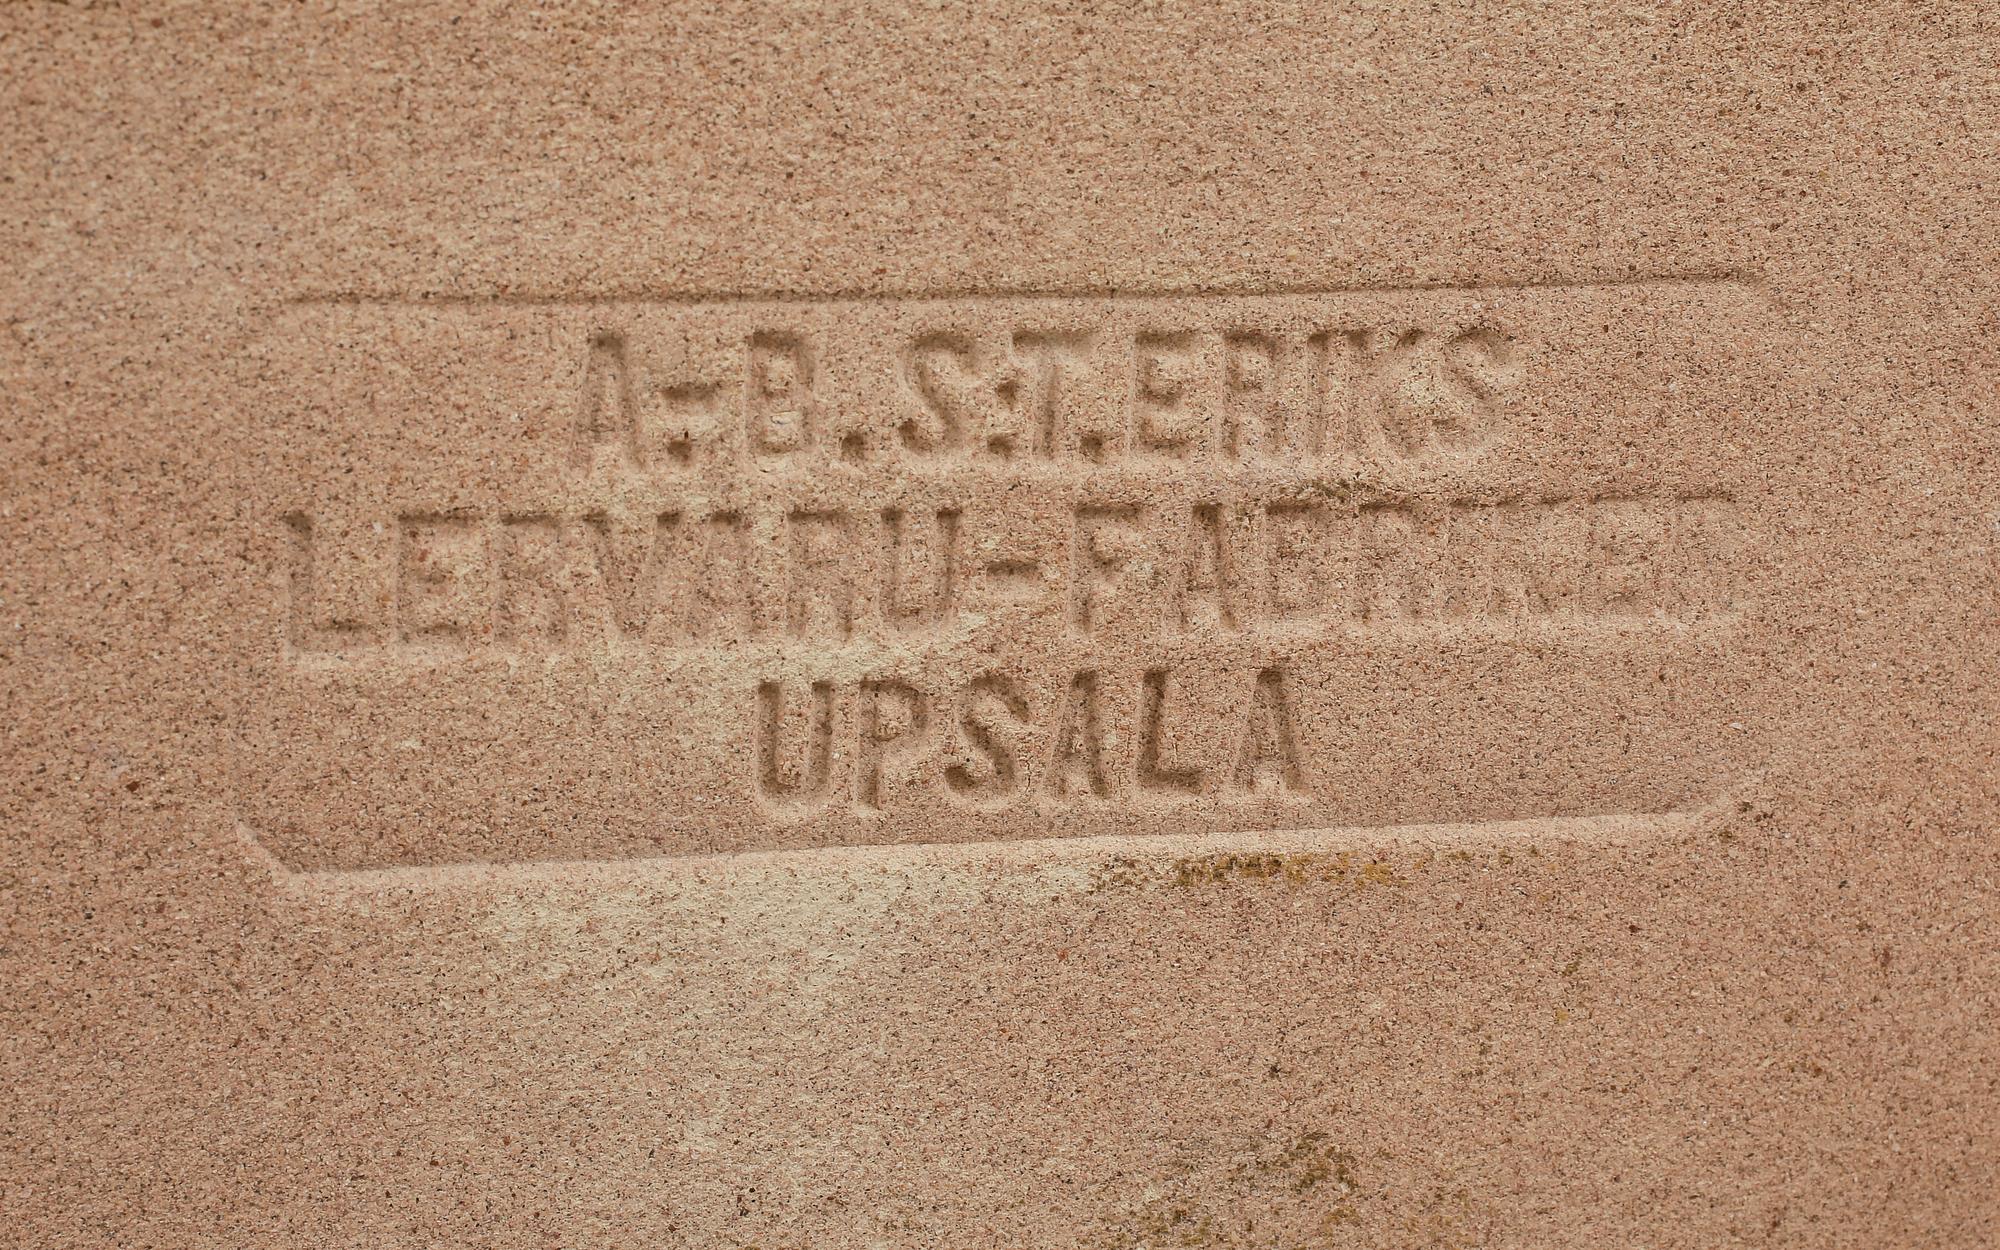 A.-B. S:T. ERIKS
LERVARU-FABRIKER
UPSALA